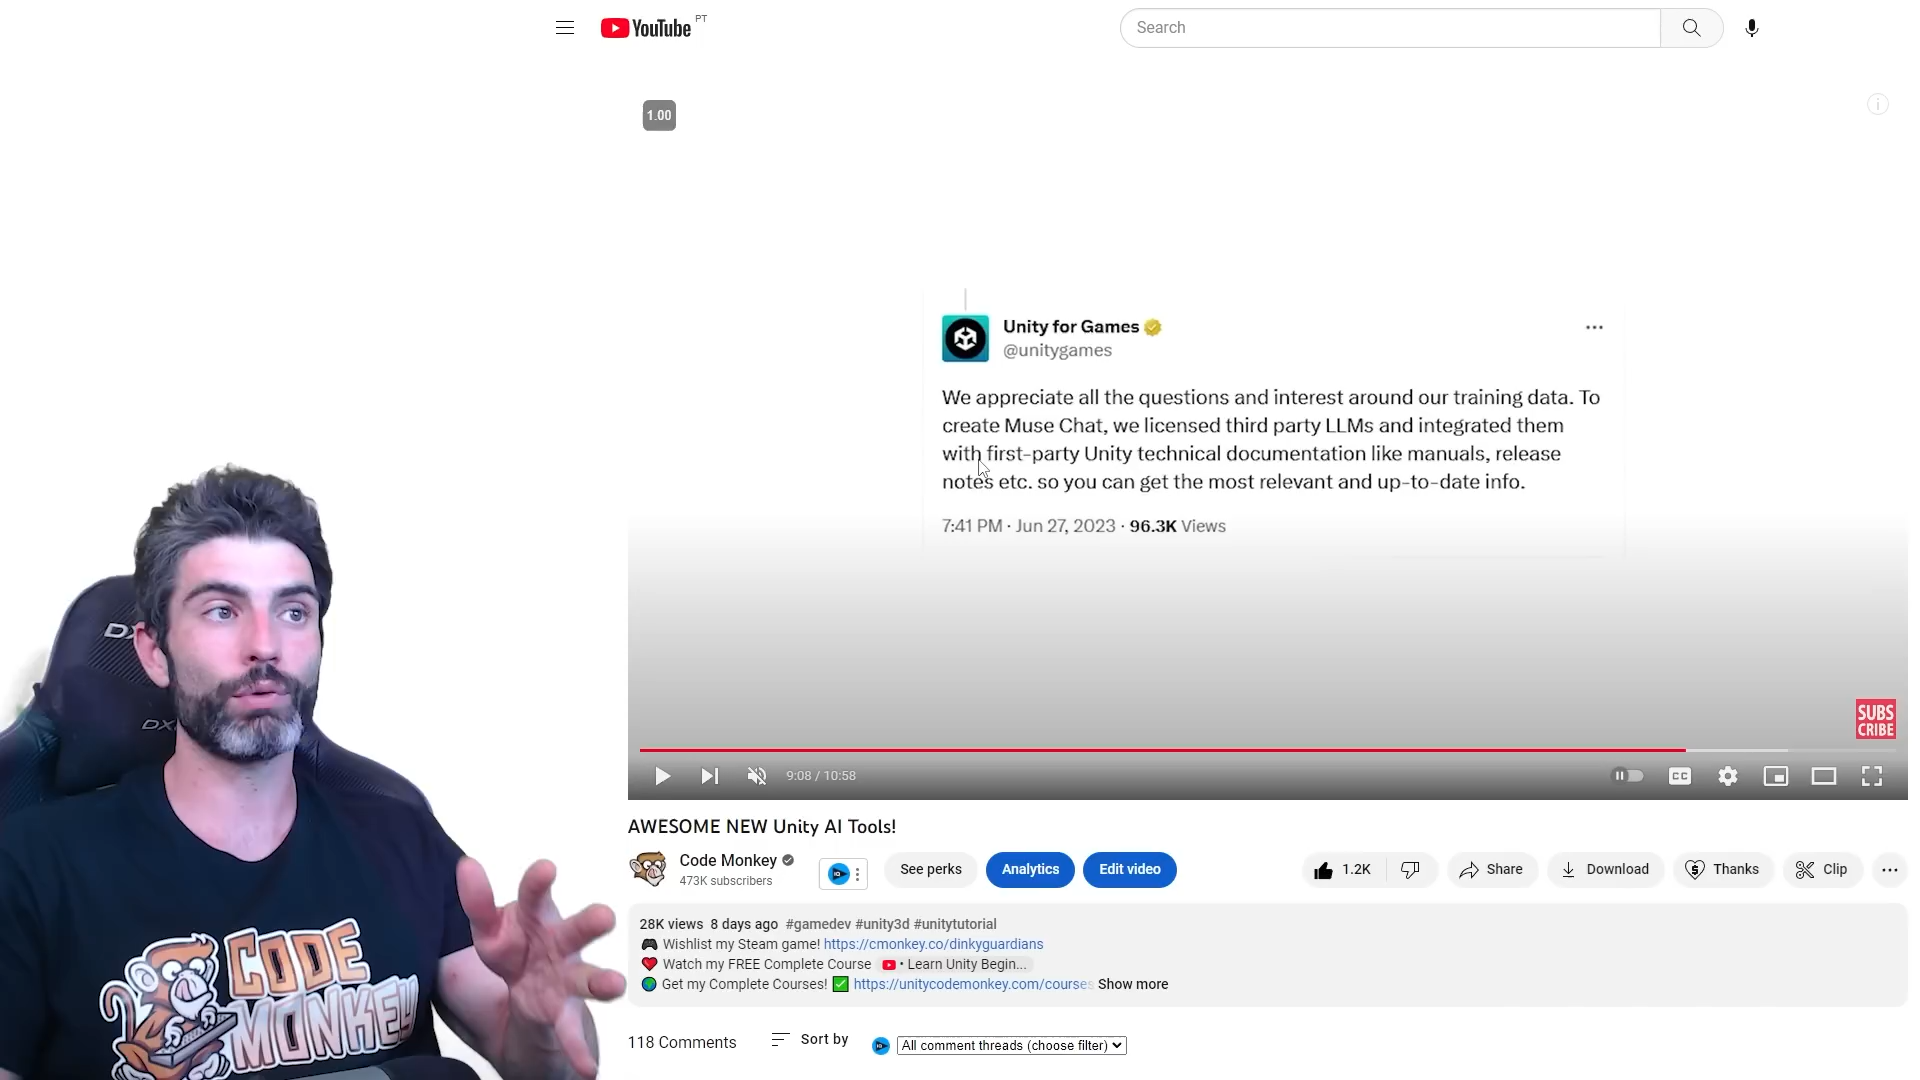 YouTube PT
Search
1.00
Unity for Games
@unitygames
We appreciate all the questions and interest around our training data. To
create Muse Chat, we licensed third party LLMs and integrated them
with first-party Unity technical documentation like manuals, release
notes etc. so you can get the most relevant and up-to-date info.
7:41 PM · Jun 27, 2023 · 96.3K Views
SUBS
CRIBE
9:08 / 10:58
CC
AWESOME NEW Unity AI Tools!
Code Monkey
473K subscribers
See perks
Analytics
Edit video
1.2K
Share
Download
Thanks
Clip
28K views 8 days ago #gamedev #unity3d #unitytutorial
Wishlist my Steam game! https://cmonkey.co/dinkyguardians
Watch my FREE Complete Course • Learn Unity Begin...
Get my Complete Courses! https://unitycodemonkey.com/courses Show more
118 Comments
Sort by
All comment threads (choose filter)
CODE
MONKEY